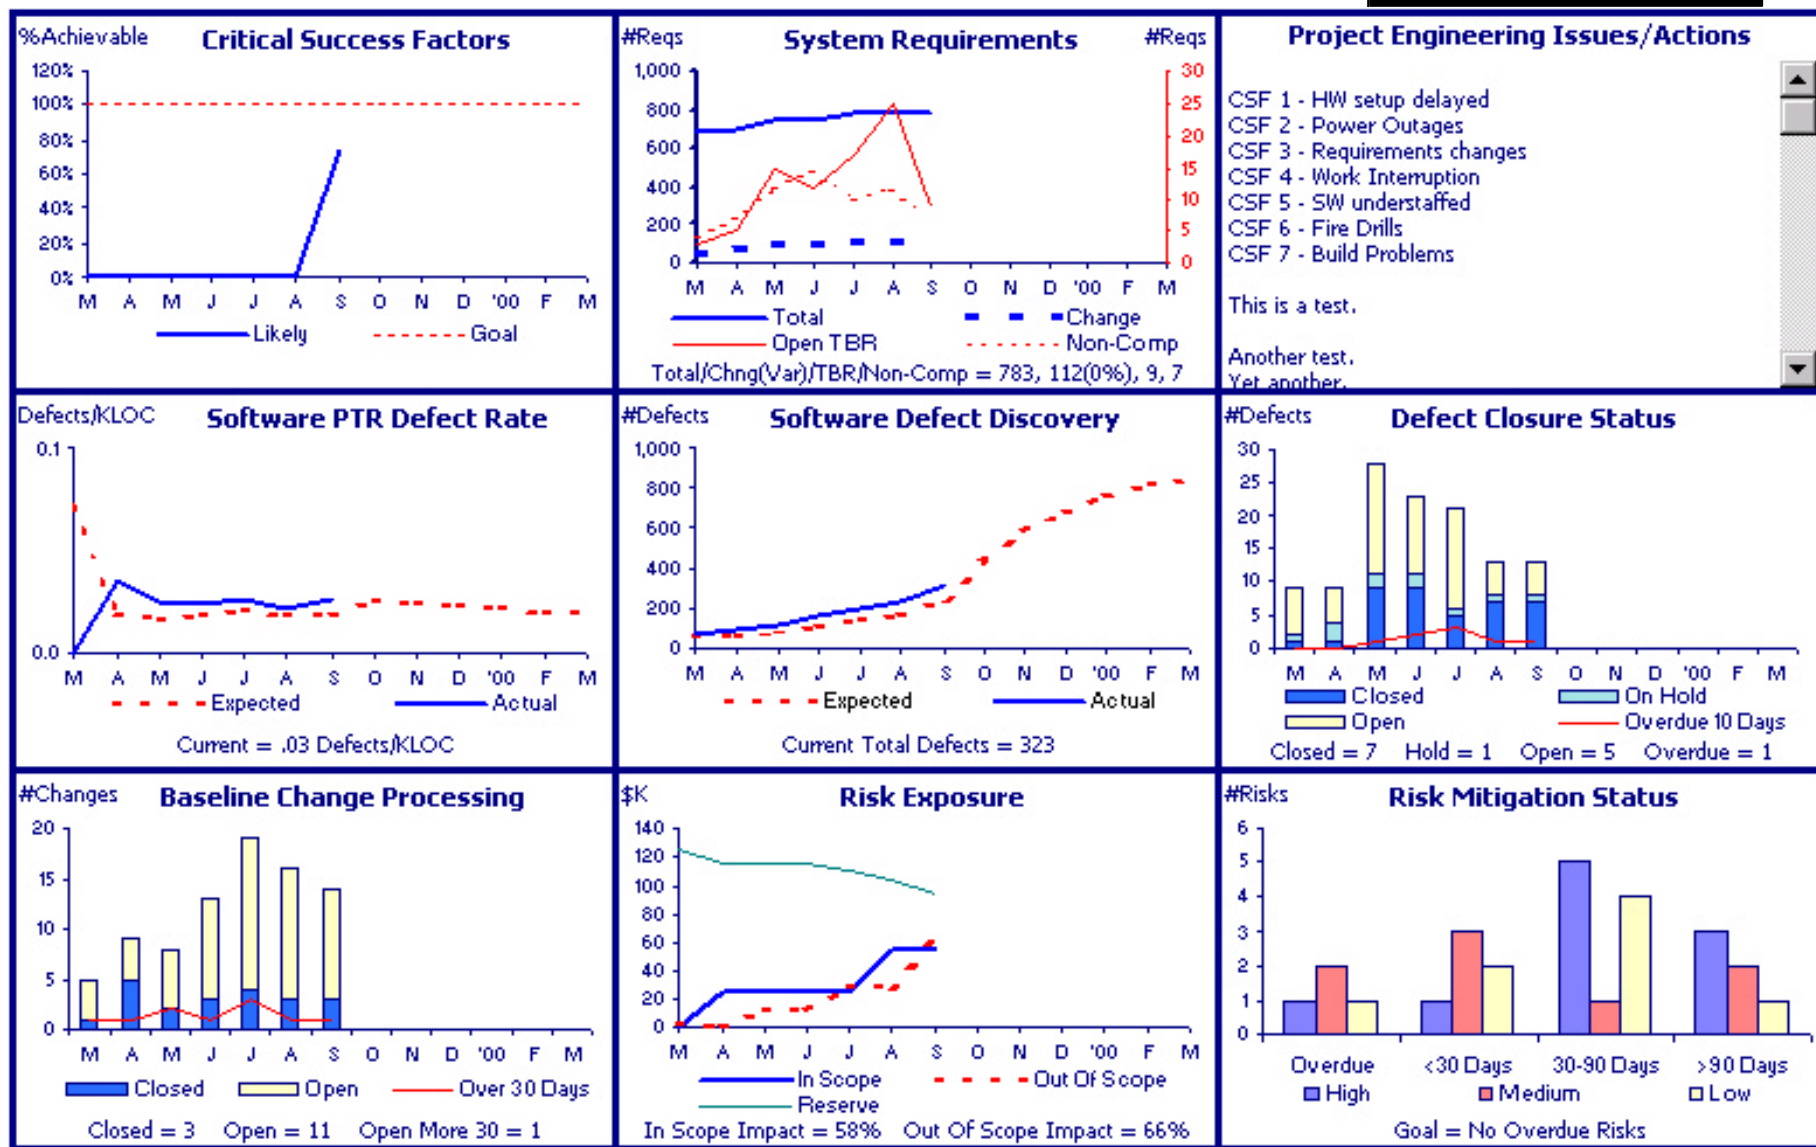 %Achievable Critical Success Factors
120%
100%
80%
60%
40%
20%
0%
M A M J J A S O N D '00 F M
Likely Goal
#Reqs System Requirements #Reqs
1,000 30
800 25
600 20
400 15
200 10
0 5
0
M A M J J A S O N D '00 F M
Total Change
Open TBR Non-Comp
Total/Chng(Var)/TBR/Non-Comp = 783, 112(0%), 9, 7
Project Engineering Issues/Actions
CSF 1 - HW setup delayed
CSF 2 - Power Outages
CSF 3 - Requirements changes
CSF 4 - Work Interruption
CSF 5 - SW understaffed
CSF 6 - Fire Drills
CSF 7 - Build Problems
This is a test.
Another test.
Yet another.
Defects/KLOC Software PTR Defect Rate
0.1
0.0
M A M J J A S O N D '00 F M
Expected Actual
Current = .03 Defects/KLOC
#Defects Software Defect Discovery
1,000
800
600
400
200
0
M A M J J A S O N D '00 F M
Expected Actual
Current Total Defects = 323
#Defects Defect Closure Status
30
25
20
15
10
5
0
M A M J J A S O N D '00 F M
Closed On Hold
Open Overdue 10 Days
Closed = 7 Hold = 1 Open = 5 Overdue = 1
#Changes Baseline Change Processing
20
15
10
5
0
M A M J J A S O N D '00 F M
Closed Open Over 30 Days
Closed = 3 Open = 11 Open More 30 = 1
$K Risk Exposure
140
120
100
80
60
40
20
0
M A M J J A S O N D '00 F M
In Scope Out Of Scope
Reserve
In Scope Impact = 58% Out Of Scope Impact = 66%
#Risks Risk Mitigation Status
6
5
4
3
2
1
0
Overdue <30 Days 30-90 Days >90 Days
High Medium Low
Goal = No Overdue Risks